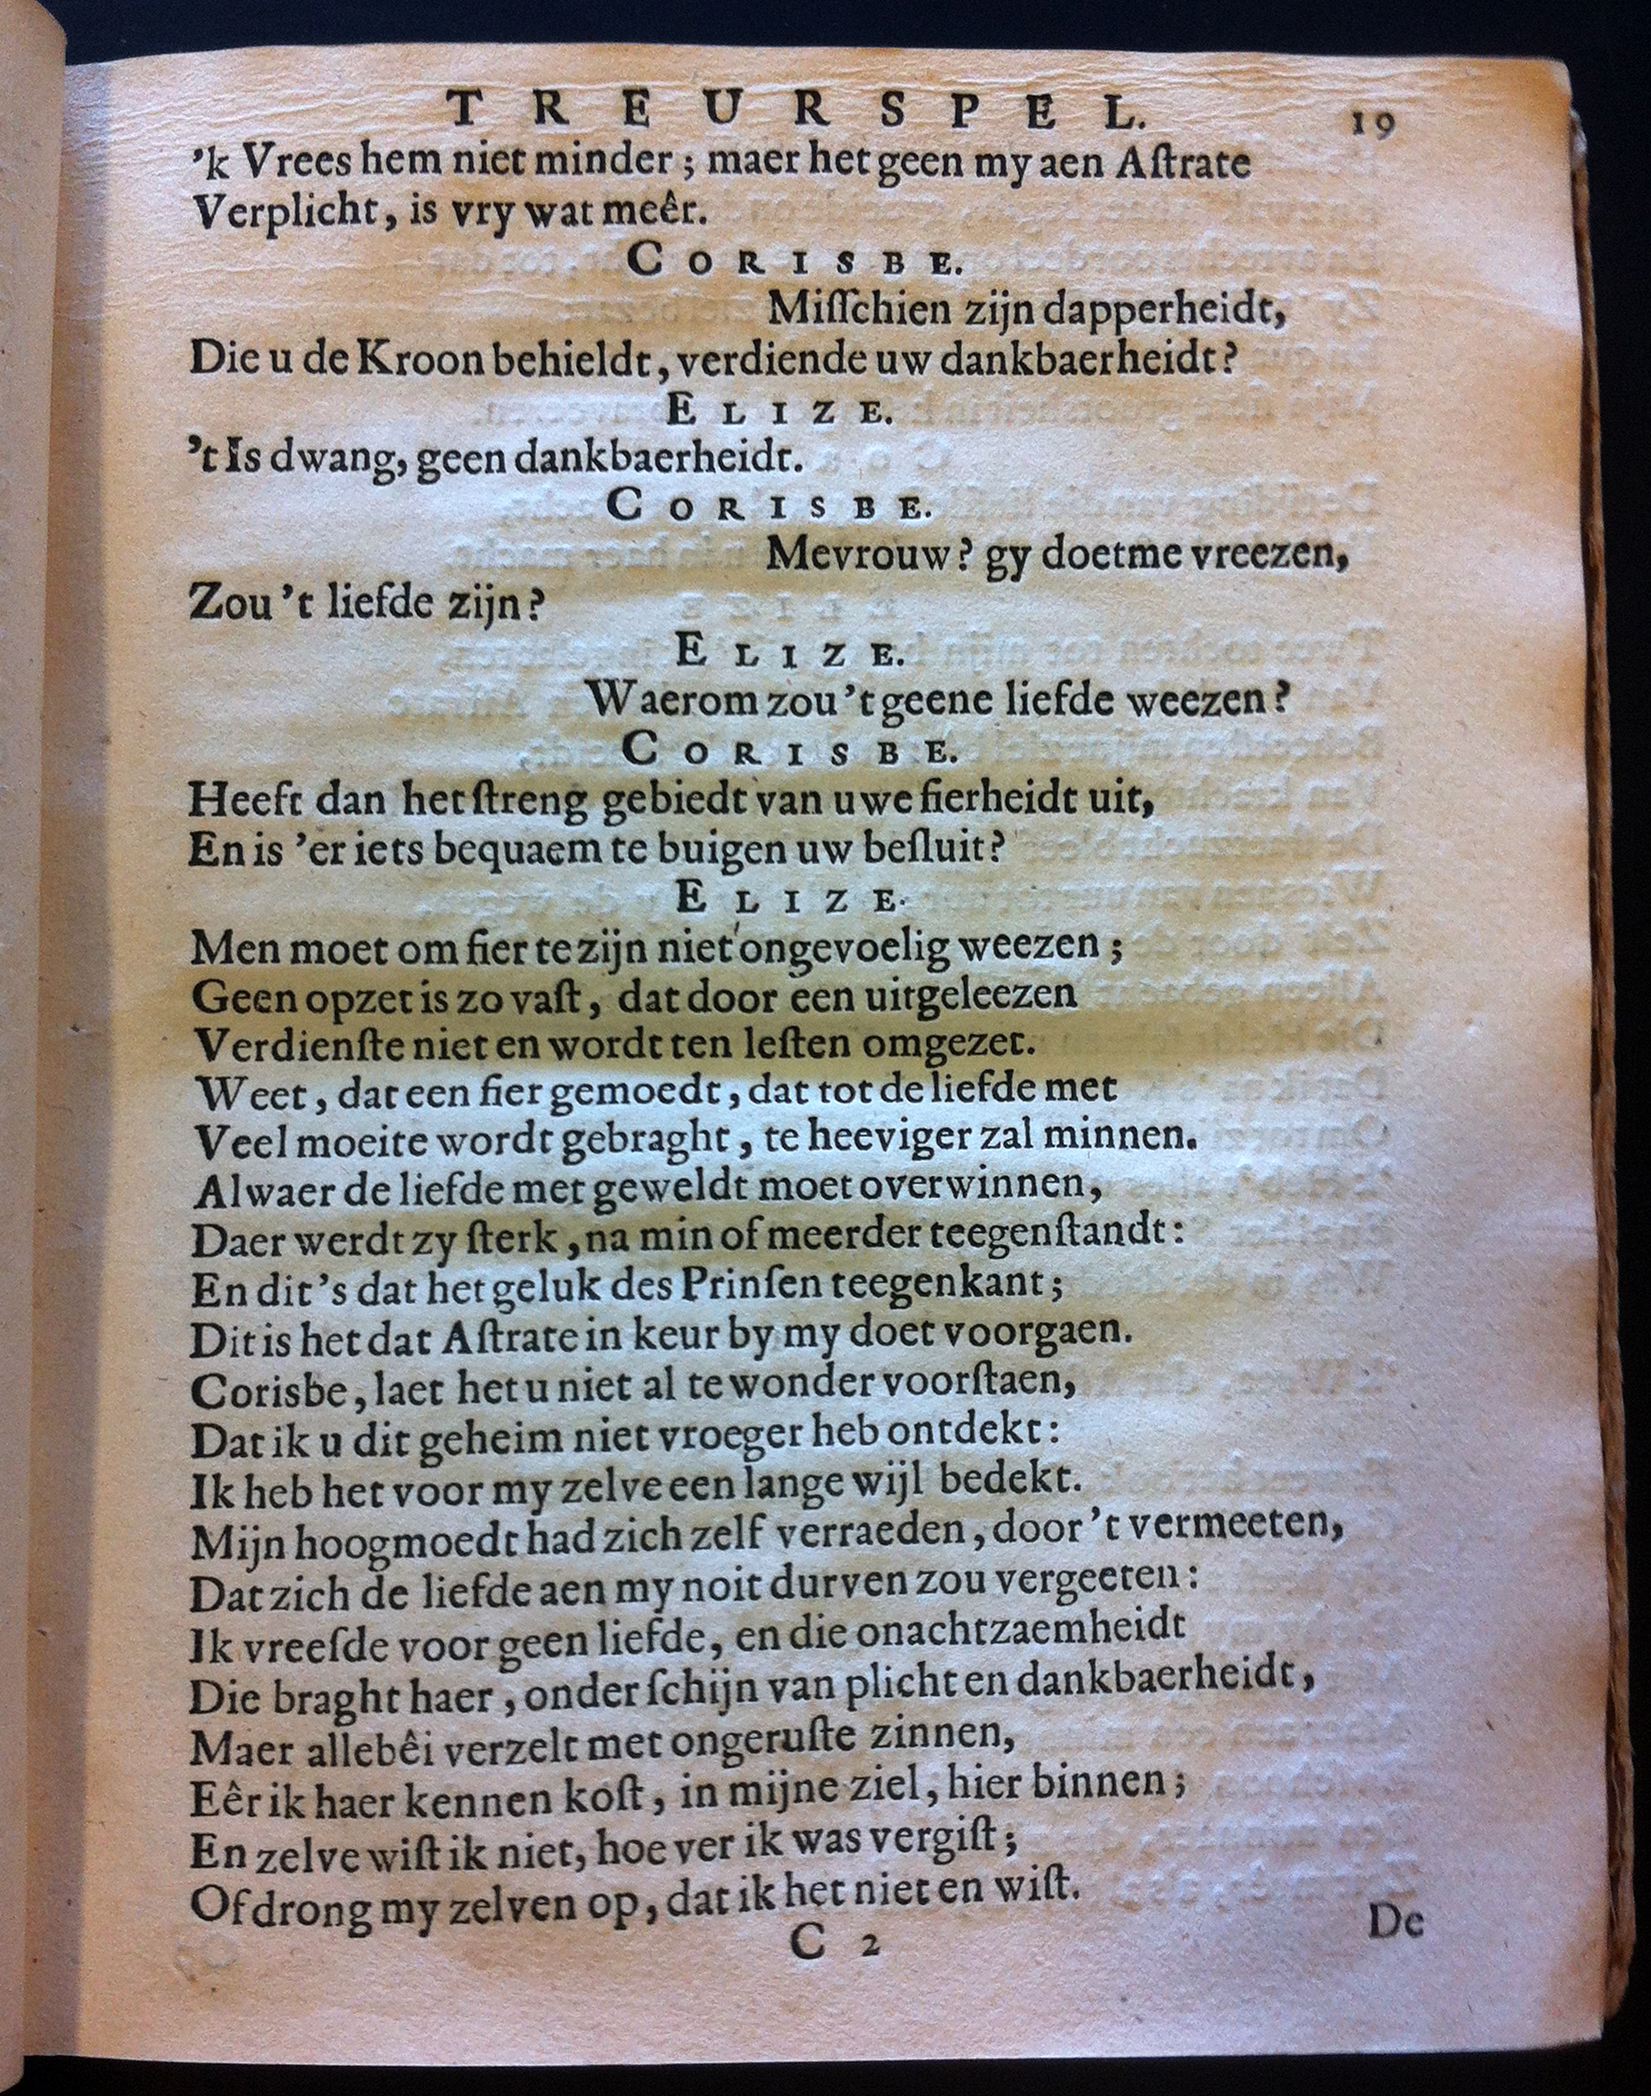 TREURSPEL. 19
'k Vrees hem niet minder; maer het geen my aen Aſtrate
Verplicht, is vry wat meêr.
CORISBE.
Miſſchien zijn dapperheidt,
Die u de Kroon behieldt, verdiende uw dankbaerheidt?
ELIZE.
't Is dwang, geen dankbaerheidt.
CORISBE.
Mevrouw? gy doetme vreezen,
Zou 't liefde zijn?
ELIZE.
Waerom zou 't geene liefde weezen?
CORISBE.
Heeft dan het ſtreng gebiedt van uwe fierheidt uit,
En is 'er iets bequaem te buigen uw beſluit?
ELIZE.
Men moet om fier te zijn niet ongevoelig weezen;
Geen opzet is zo vaſt, dat door een uitgeleezen
Verdienſte niet en wordt ten leſten omgezet.
Weet, dat een fier gemoedt, dat tot de liefde met
Veel moeite wordt gebraght, te heeviger zal minnen.
Alwaer de liefde met geweldt moet overwinnen,
Daer werdt zy ſterk, na min of meerder teegenſtandt:
En dit's dat het geluk des Prinſen teegenkant;
Dit is het dat Aſtrate in keur by my doet voorgaen.
Corisbe, laet het u niet al te wonder voorſtaen,
Dat ik u dit geheim niet vroeger heb ontdekt:
Ik heb het voor my zelve een lange wijl bedekt.
Mijn hoogmoedt had zich zelf verraeden, door 't vermeeten,
Dat zich de liefde aen my noit durven zou vergeeten:
Ik vreeſde voor geen liefde, en die onachtzaemheidt
Die braght haer, onder ſchijn van plicht en dankbaerheidt,
Maer allebêi verzelt met ongeruſte zinnen,
Eêr ik haer kennen koſt, in mijne ziel, hier binnen;
En zelve wiſt ik niet, hoe ver ik was vergiſt;
Of drong my zelven op, dat ik het niet en wiſt.
C 2 De